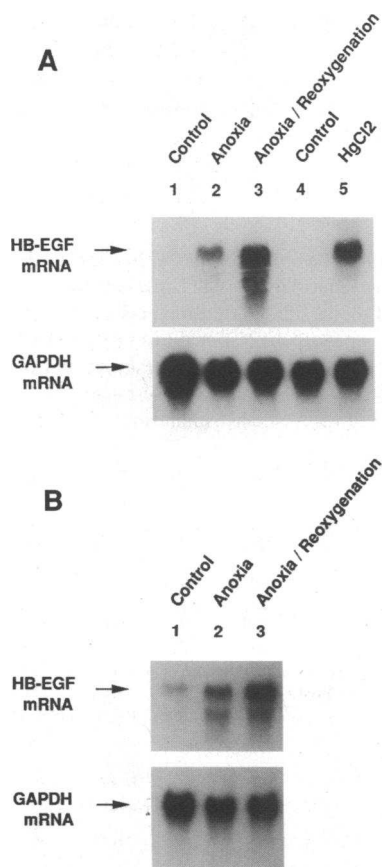 A
Control
Anoxia
Anoxia / Reoxygenation
Control
HgCl2
1 2 3 4 5
HB-EGF
mRNA
GAPDH
mRNA
B
Control
Anoxia
Anoxia / Reoxygenation
1 2 3
HB-EGF
mRNA
GAPDH
mRNA